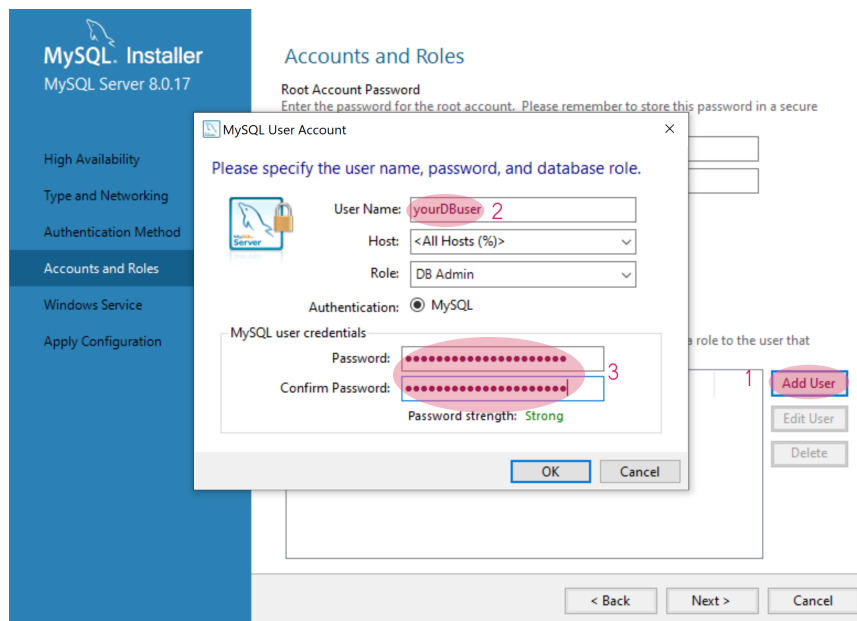 MySQL. Installer
MySQL Server 8.0.17
High Availability
Type and Networking
Authentication Method
Accounts and Roles
Windows Service
Apply Configuration
Accounts and Roles
Root Account Password
Enter the password for the root account. Please remember to store this password in a secure
MySQL User Account
Please specify the user name, password, and database role.
User Name: yourDBuser 2
Host: <All Hosts (%)>
Role: DB Admin
Authentication: MySQL
MySQL user credentials
Password: ●●●●●●●●●●●●●●●●●●●●●
Confirm Password: ●●●●●●●●●●●●●●●●●●●●●
3
Password strength: Strong
OK
Cancel
Server
a role to the user that
1 Add User
Edit User
Delete
< Back
Next >
Cancel